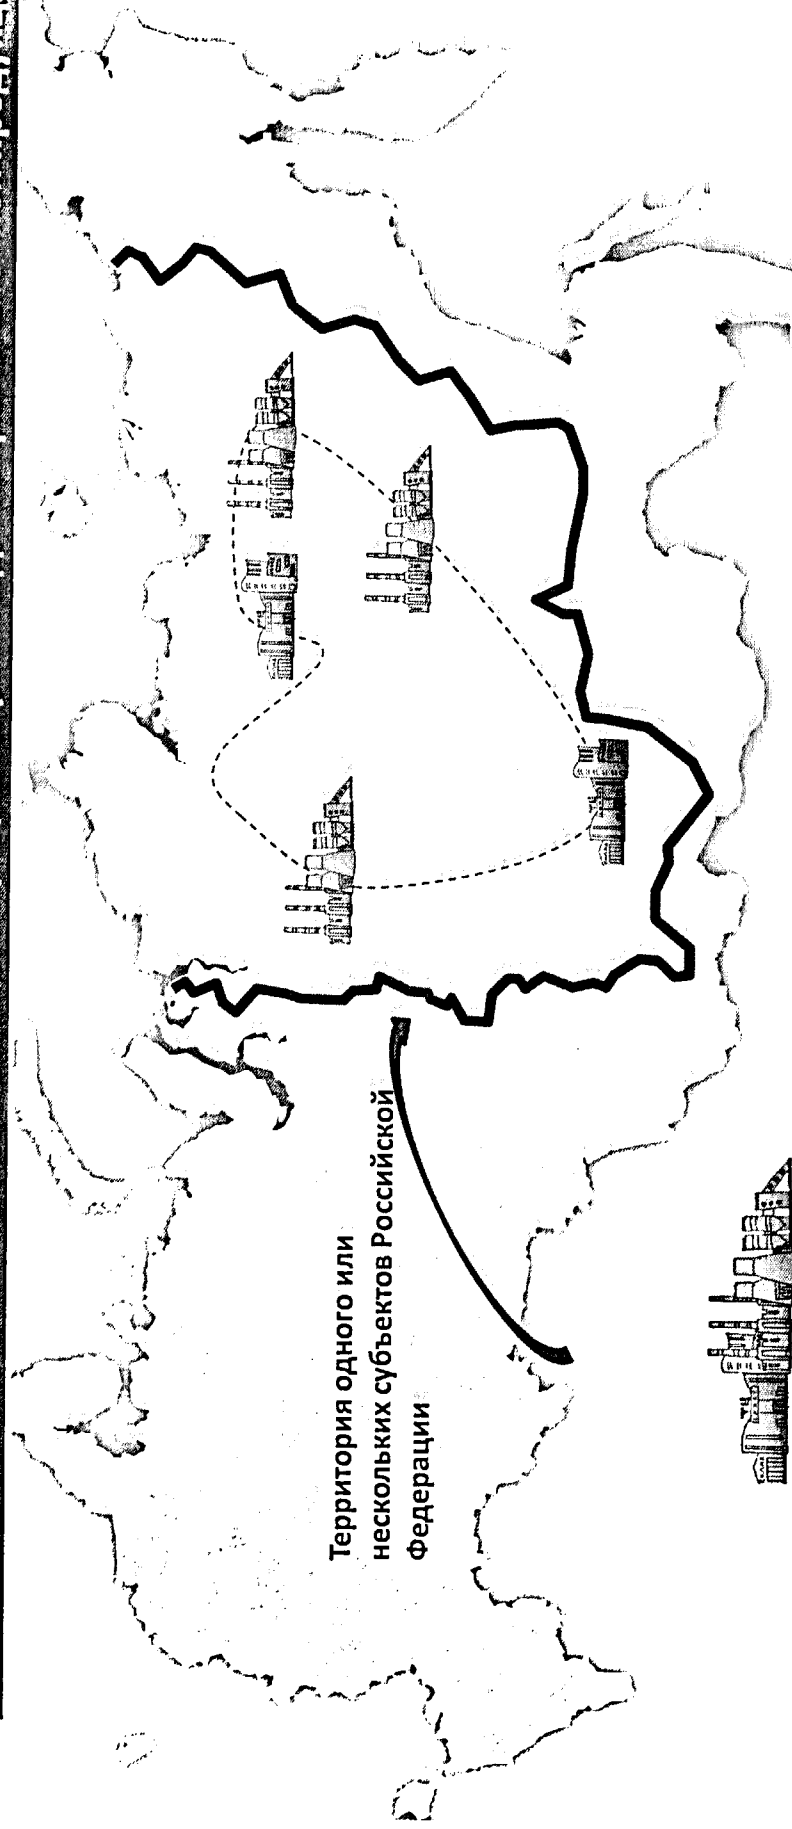 Территория одного или
нескольких субъектов Российской
Федерации